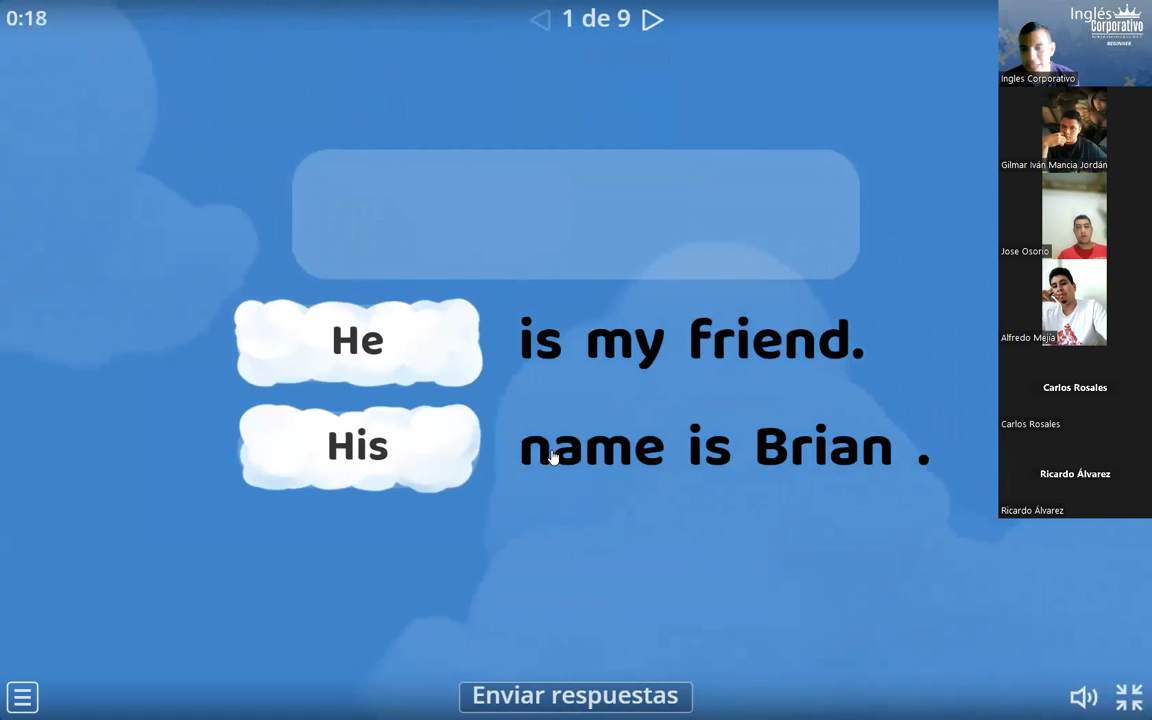 0:18
1 de 9
He is my friend.
His name is Brian .
Enviar respuestas
Inglés
Corporativo
BEGINNER
Ingles Corporativo
Gilmar Iván Mancia Jordán
Jose Osorio
Alfredo Mejia
Carlos Rosales
Carlos Rosales
Ricardo Álvarez
Ricardo Álvarez